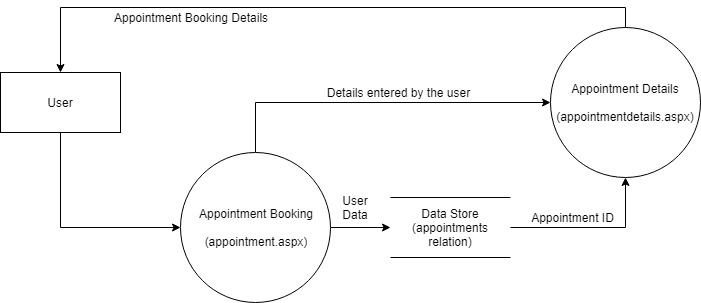 Appointment Booking Details
User
Details entered by the user
Appointment Details
(appointmentdetails.aspx)
Appointment Booking
(appointment.aspx)
User
Data
Data Store
(appointments
relation)
Appointment ID